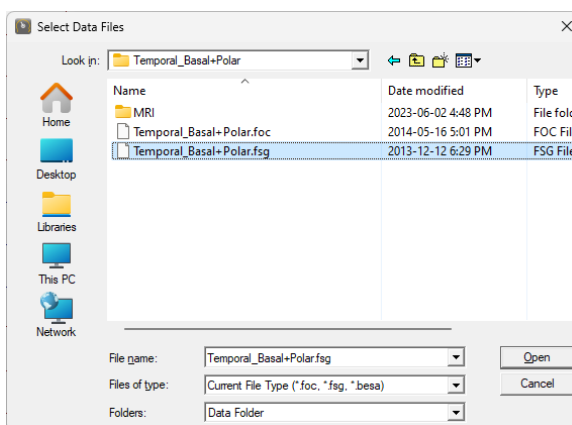 Select Data Files
Look in: Temporal_Basal+Polar
Name Date modified Type
MRI 2023-06-02 4:48 PM File fold
Temporal_Basal+Polar.foc 2014-05-16 5:01 PM FOC Fil
Temporal_Basal+Polar.fsg 2013-12-12 6:29 PM FSG File
Home
Desktop
Libraries
This PC
Network
File name: Temporal_Basal+Polar.fsg Open
Files of type: Current File Type (*.foc, *.fsg, *.besa) Cancel
Folders: Data Folder